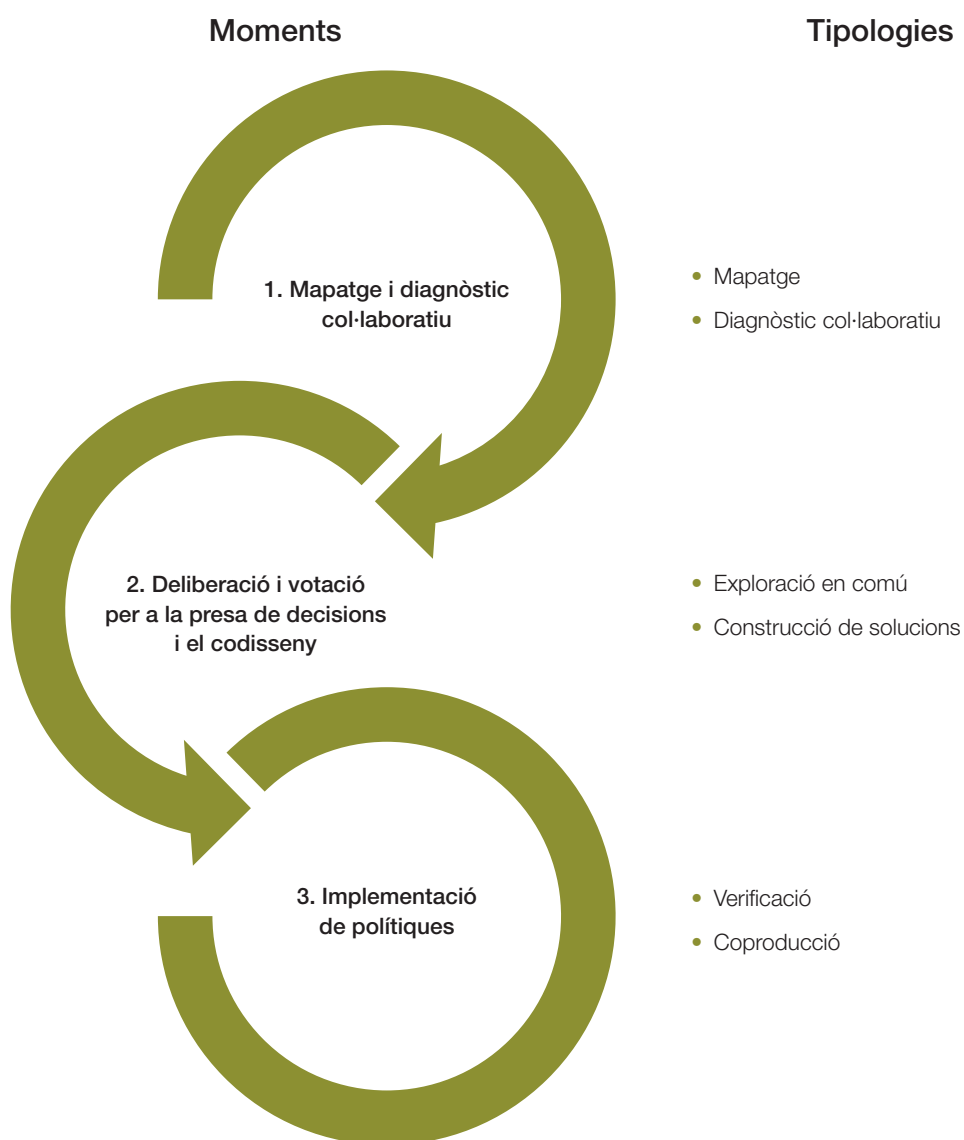 Moments
Tipologies
1. Mapatge i diagnòstic
col·laboratiu
• Mapatge
• Diagnòstic col·laboratiu
2. Deliberació i votació
per a la presa de decisions
i el codisseny
• Exploració en comú
• Construcció de solucions
3. Implementació
de polítiques
• Verificació
• Coproducció